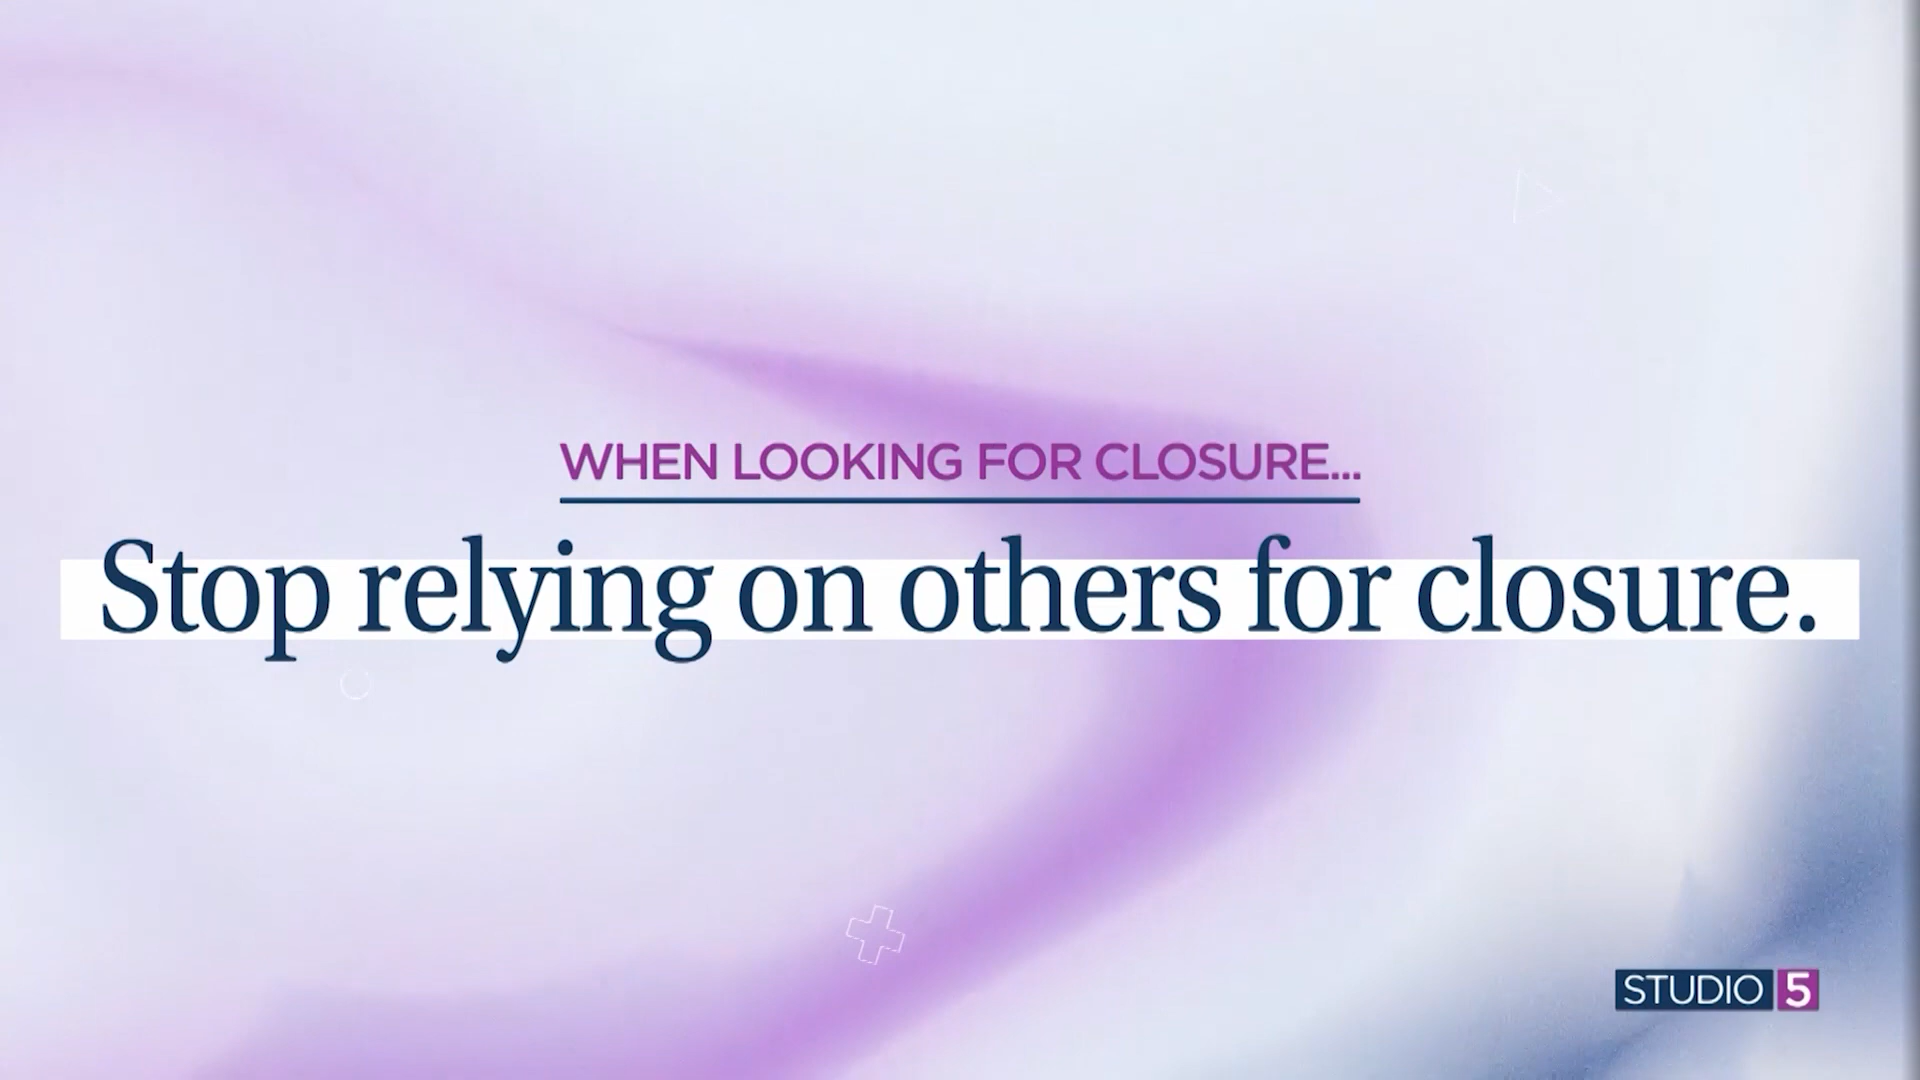 WHEN LOOKING FOR CLOSURE...
Stop relying on others for closure.
STUDIO 5